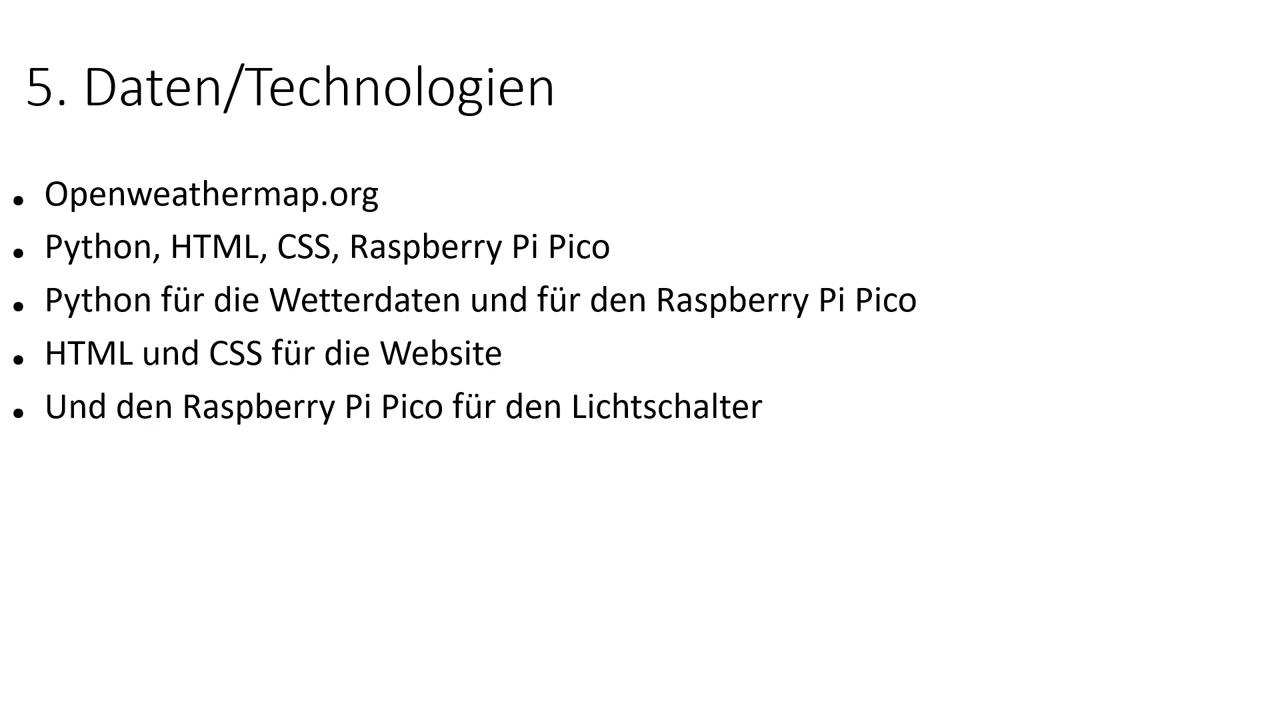 5. Daten/Technologien
• Openweathermap.org
• Python, HTML, CSS, Raspberry Pi Pico
• Python für die Wetterdaten und für den Raspberry Pi Pico
• HTML und CSS für die Website
• Und den Raspberry Pi Pico für den Lichtschalter